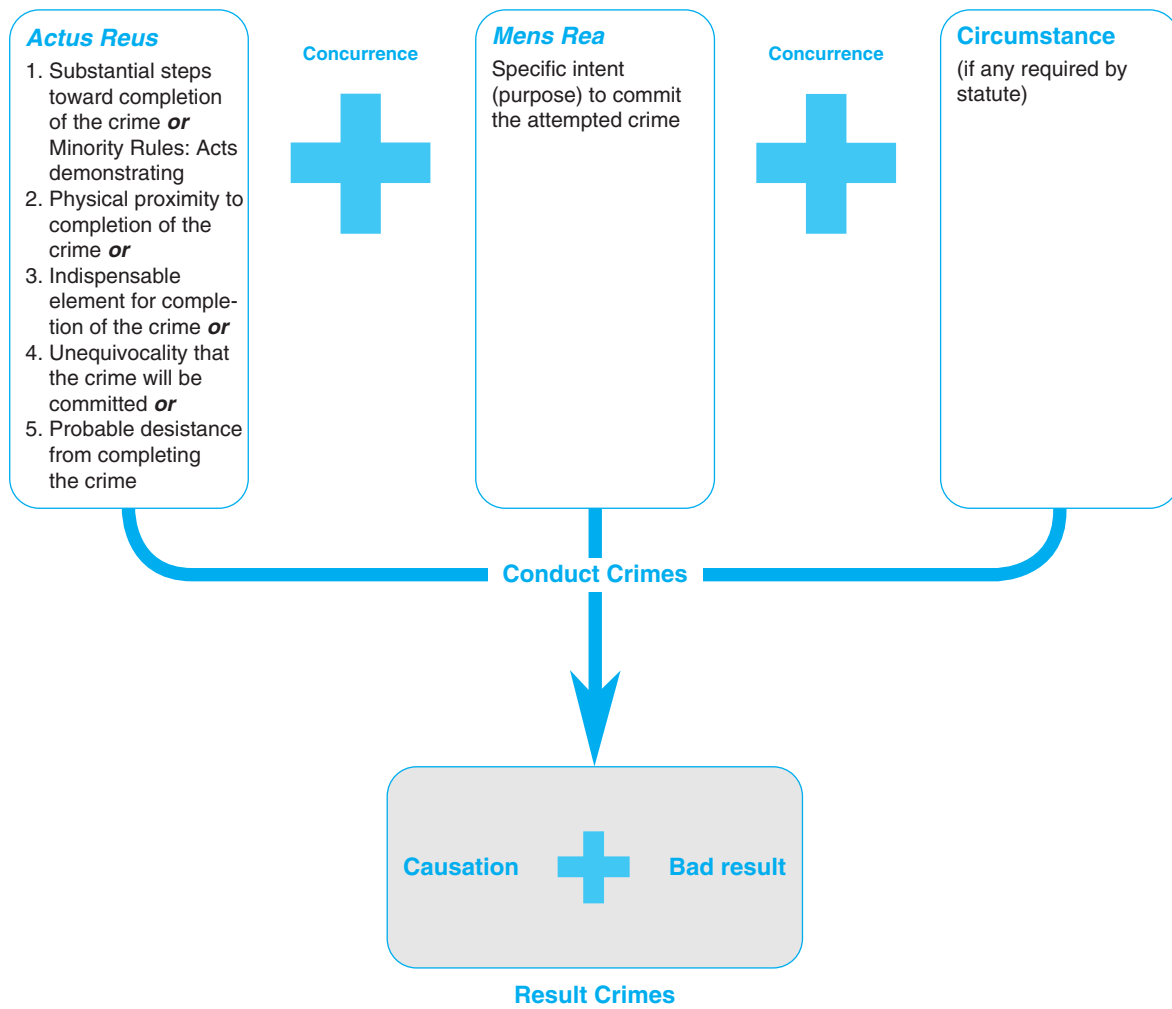 Actus Reus
1. Substantial steps
toward completion
of the crime or
Minority Rules: Acts
demonstrating
2. Physical proximity to
completion of the
crime or
3. Indispensable
element for comple-
tion of the crime or
4. Unequivocality that
the crime will be
committed or
5. Probable desistance
from completing
the crime
Concurrence
Mens Rea
Specific intent
(purpose) to commit
the attempted crime
Concurrence
Circumstance
(if any required by
statute)
Conduct Crimes
Causation
Bad result
Result Crimes